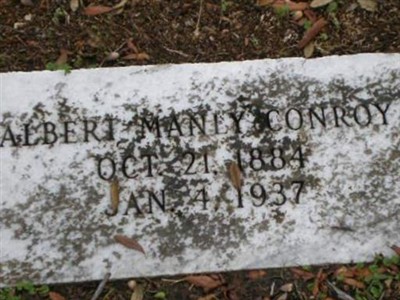 ALBERT MANLY CONROY
OCT. 21, 1884
JAN. 4, 1937